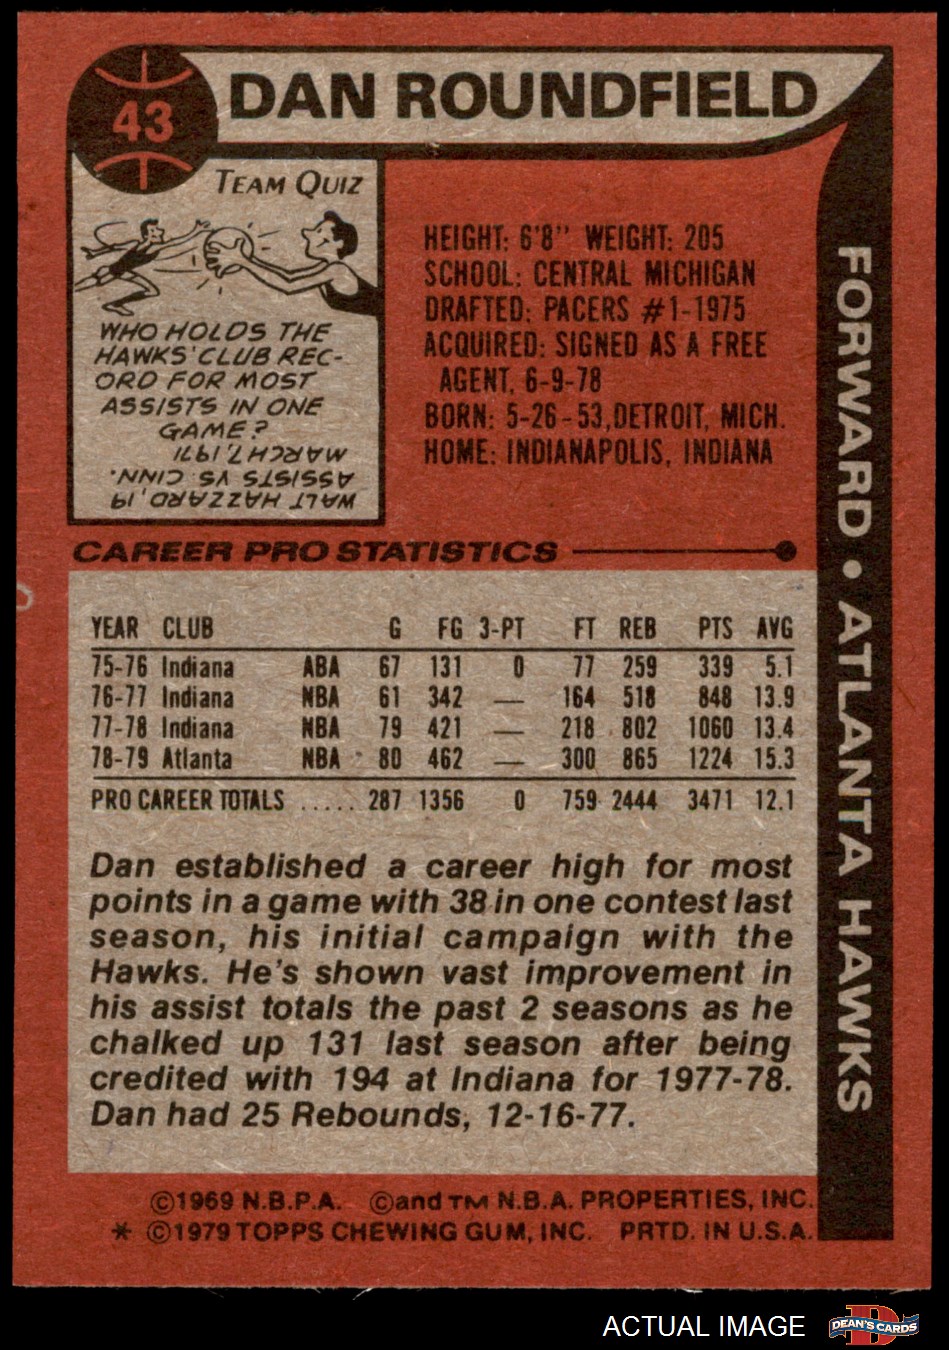 43
DAN ROUNDFIELD
TEAM QUIZ
WHO HOLDS THE
HAWKS' CLUB REC-
ORD FOR MOST
ASSISTS IN ONE
GAME?
WALT HAZZARD, 19
ASSISTS VS. CINN.
MARCH 7, 1971
HEIGHT: 6'8" WEIGHT: 205
SCHOOL: CENTRAL MICHIGAN
DRAFTED: PACERS #1-1975
ACQUIRED: SIGNED AS A FREE
AGENT, 6-9-78
BORN: 5-26-53, DETROIT, MICH.
HOME: INDIANAPOLIS, INDIANA
FORWARD • ATLANTA HAWKS
CAREER PRO STATISTICS
YEAR CLUB G FG 3-PT FT REB PTS AVG
75-76 Indiana ABA 67 131 0 77 259 339 5.1
76-77 Indiana NBA 61 342 — 164 518 848 13.9
77-78 Indiana NBA 79 421 — 218 802 1060 13.4
78-79 Atlanta NBA 80 462 — 300 865 1224 15.3
PRO CAREER TOTALS ..... 287 1356 0 759 2444 3471 12.1
Dan established a career high for most
points in a game with 38 in one contest last
season, his initial campaign with the
Hawks. He's shown vast improvement in
his assist totals the past 2 seasons as he
chalked up 131 last season after being
credited with 194 at Indiana for 1977-78.
Dan had 25 Rebounds, 12-16-77.
©1969 N.B.P.A. ©and TM N.B.A. PROPERTIES, INC.
* ©1979 TOPPS CHEWING GUM, INC. PRTD. IN U.S.A.
ACTUAL IMAGE
D
DEAN'S CARDS